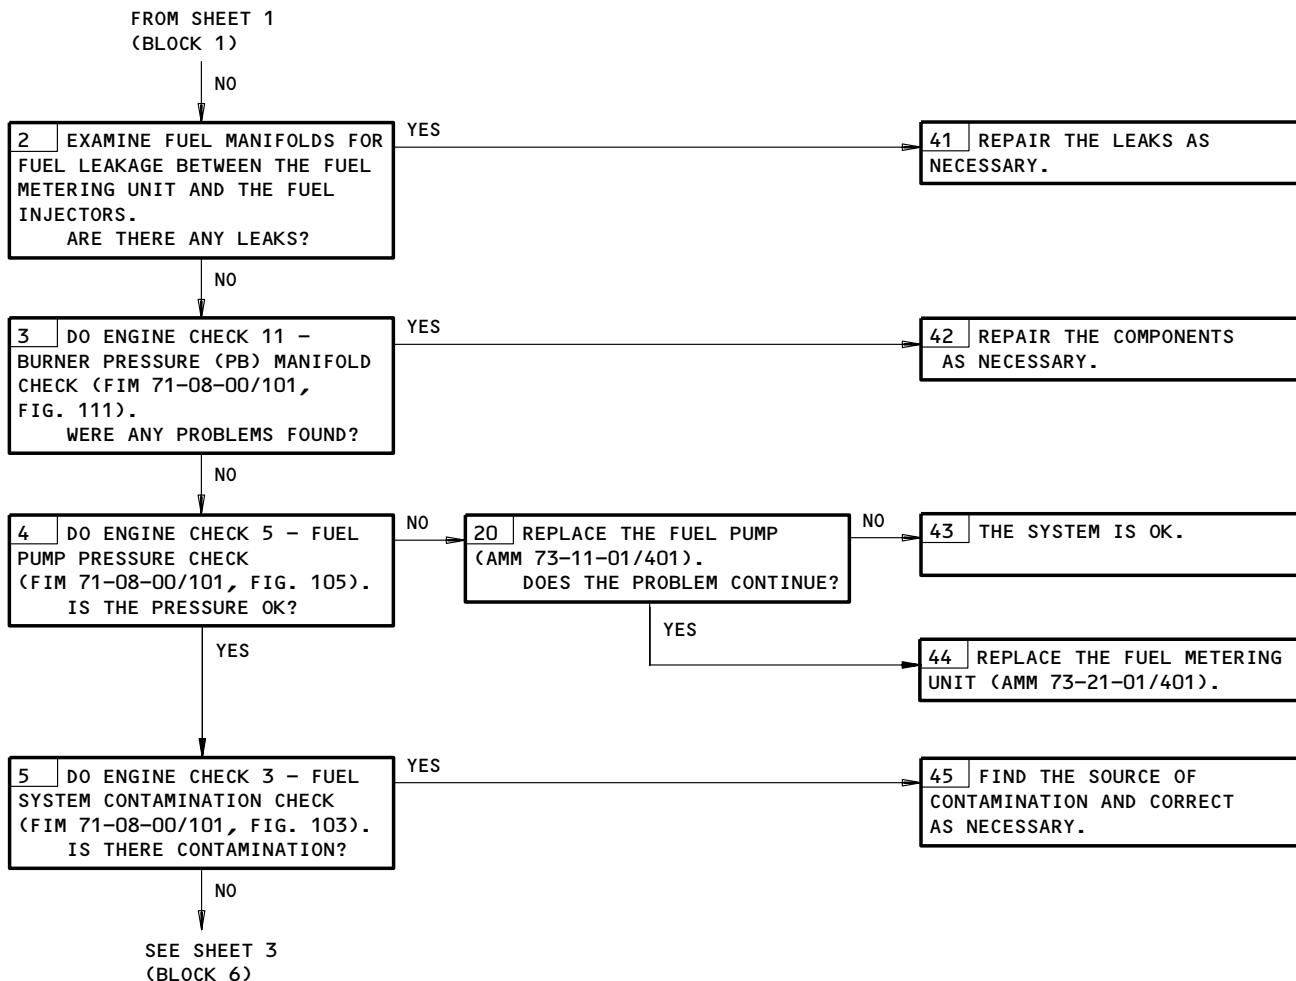 FROM SHEET 1
(BLOCK 1)
NO
2 EXAMINE FUEL MANIFOLDS FOR
FUEL LEAKAGE BETWEEN THE FUEL
METERING UNIT AND THE FUEL
INJECTORS.
ARE THERE ANY LEAKS?
YES
41 REPAIR THE LEAKS AS
NECESSARY.
NO
3 DO ENGINE CHECK 11 –
BURNER PRESSURE (PB) MANIFOLD
CHECK (FIM 71–08–00/101,
FIG. 111).
WERE ANY PROBLEMS FOUND?
YES
42 REPAIR THE COMPONENTS
AS NECESSARY.
NO
4 DO ENGINE CHECK 5 – FUEL
PUMP PRESSURE CHECK
(FIM 71–08–00/101, FIG. 105).
IS THE PRESSURE OK?
NO
20 REPLACE THE FUEL PUMP
(AMM 73–11–01/401).
DOES THE PROBLEM CONTINUE?
NO
43 THE SYSTEM IS OK.
YES
44 REPLACE THE FUEL METERING
UNIT (AMM 73–21–01/401).
YES
5 DO ENGINE CHECK 3 – FUEL
SYSTEM CONTAMINATION CHECK
(FIM 71–08–00/101, FIG. 103).
IS THERE CONTAMINATION?
YES
45 FIND THE SOURCE OF
CONTAMINATION AND CORRECT
AS NECESSARY.
NO
SEE SHEET 3
(BLOCK 6)